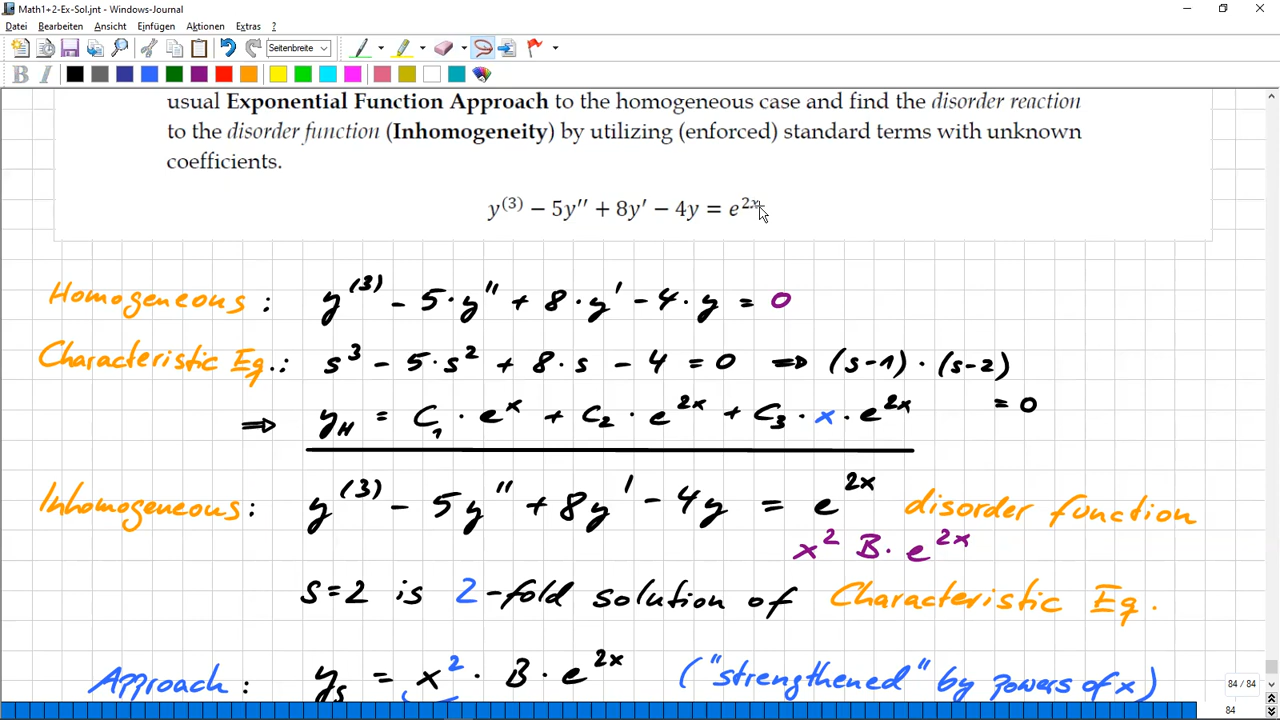 Math1+2-Ex-Sol.jnt - Windows-Journal
Datei Bearbeiten Ansicht Einfügen Aktionen Extras ?
Seitenbreite
B I
usual Exponential Function Approach to the homogeneous case and find the disorder reaction
to the disorder function (Inhomogeneity) by utilizing (enforced) standard terms with unknown
coefficients.
y⁽³⁾ − 5y′′ + 8y′ − 4y = e²ˣ
Homogeneous : y⁽³⁾ − 5·y′′ + 8·y′ − 4·y = 0
Characteristic Eq.: s³ − 5·s² + 8·s − 4 = 0 ⇒ (s−1)·(s−2)
= 0
⇒ y_H = C₁·eˣ + C₂·e²ˣ + C₃·x·e²ˣ
Inhomogeneous: y⁽³⁾ − 5y′′ + 8y′ − 4y = e²ˣ disorder function
x² B·e²ˣ
s=2 is 2-fold solution of Characteristic Eq.
Approach : y_s = x²·B·e²ˣ ("strengthened" by powers of x)
84 / 84
84